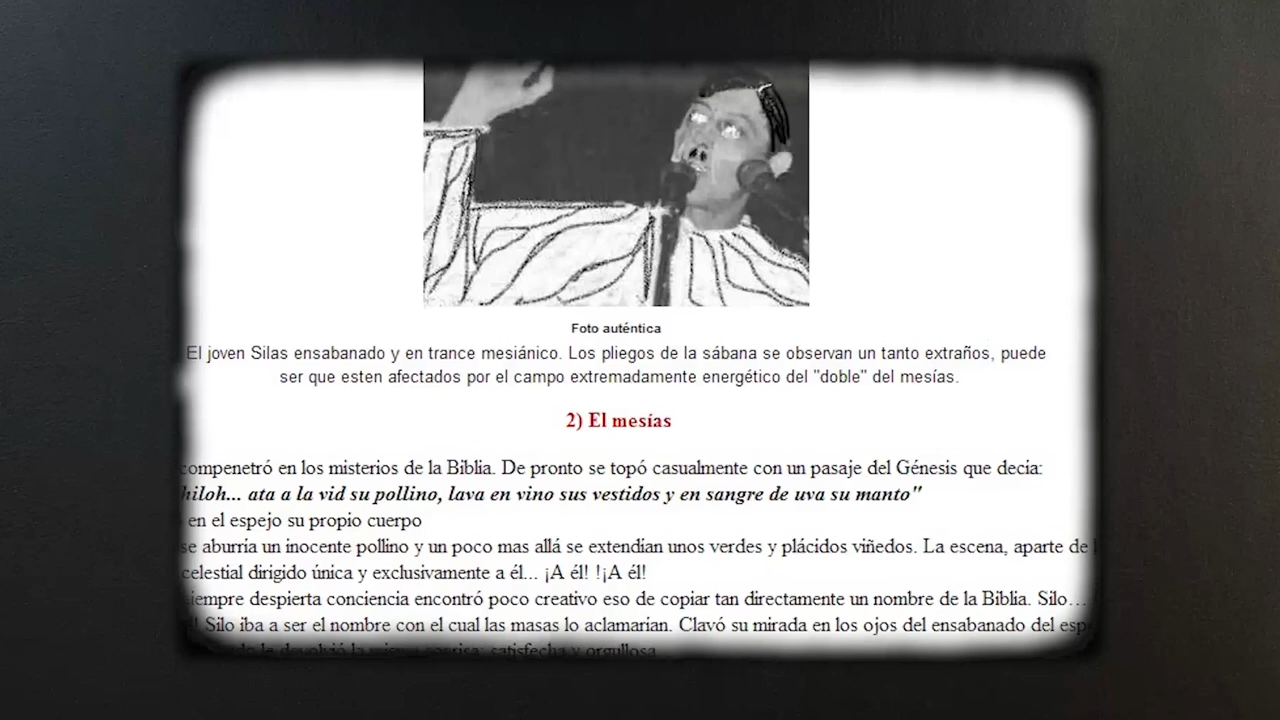 Foto auténtica
El joven Silas ensabanado y en trance mesiánico. Los pliegos de la sábana se observan un tanto extraños, puede
ser que esten afectados por el campo extremadamente energético del "doble" del mesías.
2) El mesías
compenetró en los misterios de la Biblia. De pronto se topó casualmente con un pasaje del Génesis que decia:
hiloh... ata a la vid su pollino, lava en vino sus vestidos y en sangre de uva su manto"
en el espejo su propio cuerpo
se aburría un inocente pollino y un poco mas allá se extendian unos verdes y plácidos viñedos. La escena, aparte de
celestial dirigido única y exclusivamente a él... ¡A él! !¡A él!
iempre despierta conciencia encontró poco creativo eso de copiar tan directamente un nombre de la Biblia. Silo…
Silo iba a ser el nombre con el cual las masas lo aclamarian. Clavó su mirada en los ojos del ensabanado del esp
le devolvió la misma sonrisa: satisfecha y orgullosa